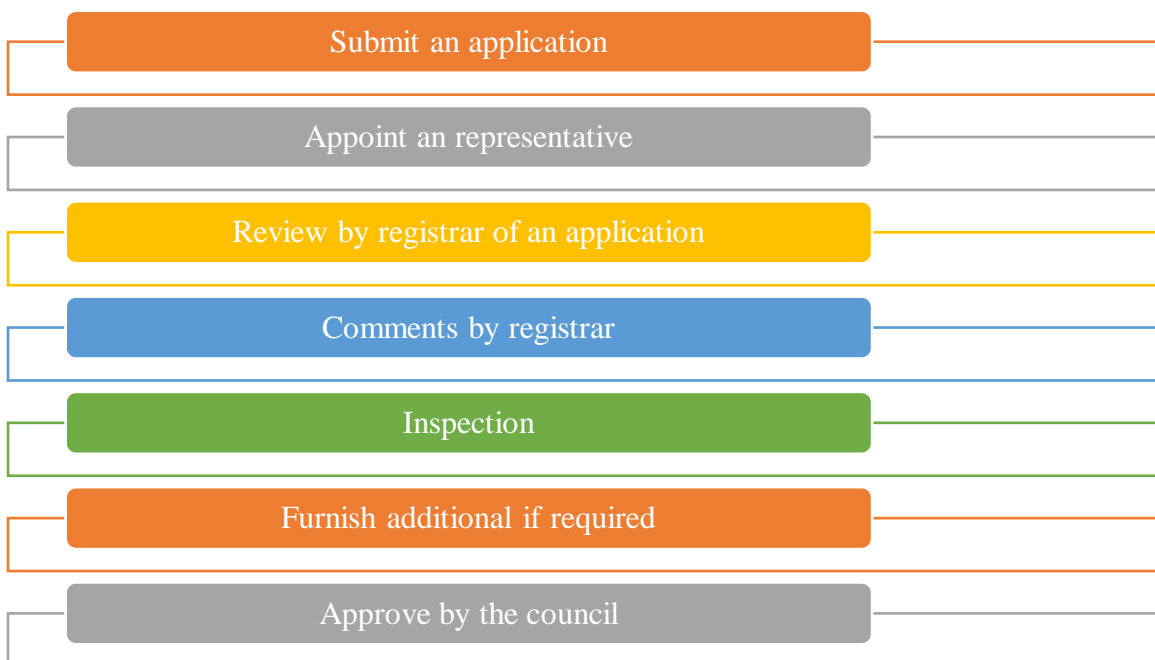 Submit an application
Appoint an representative
Review by registrar of an application
Comments by registrar
Inspection
Furnish additional if required
Approve by the council